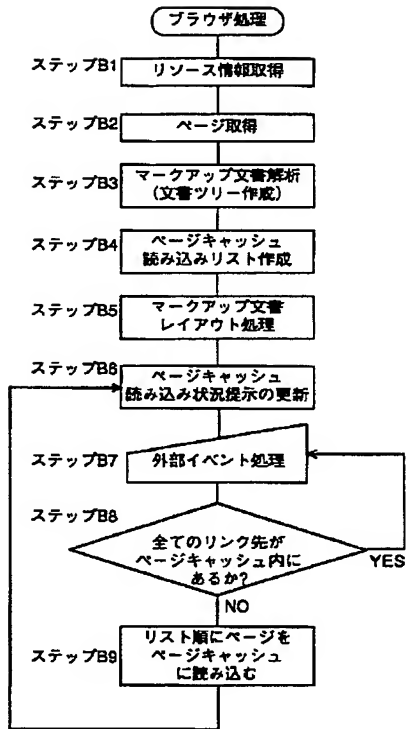 ブラウザ処理
ステップB1
リソース情報取得
ステップB2
ページ取得
ステップB3
マークアップ文書解析
(文書ツリー作成)
ステップB4
ページキャッシュ
読み込みリスト作成
ステップB5
マークアップ文書
レイアウト処理
ステップB6
ページキャッシュ
読み込み状況提示の更新
ステップB7
外部イベント処理
ステップB8
全てのリンク先が
ページキャッシュ内に
あるか?
YES
NO
ステップB9
リスト順にページを
ページキャッシュ
に読み込む